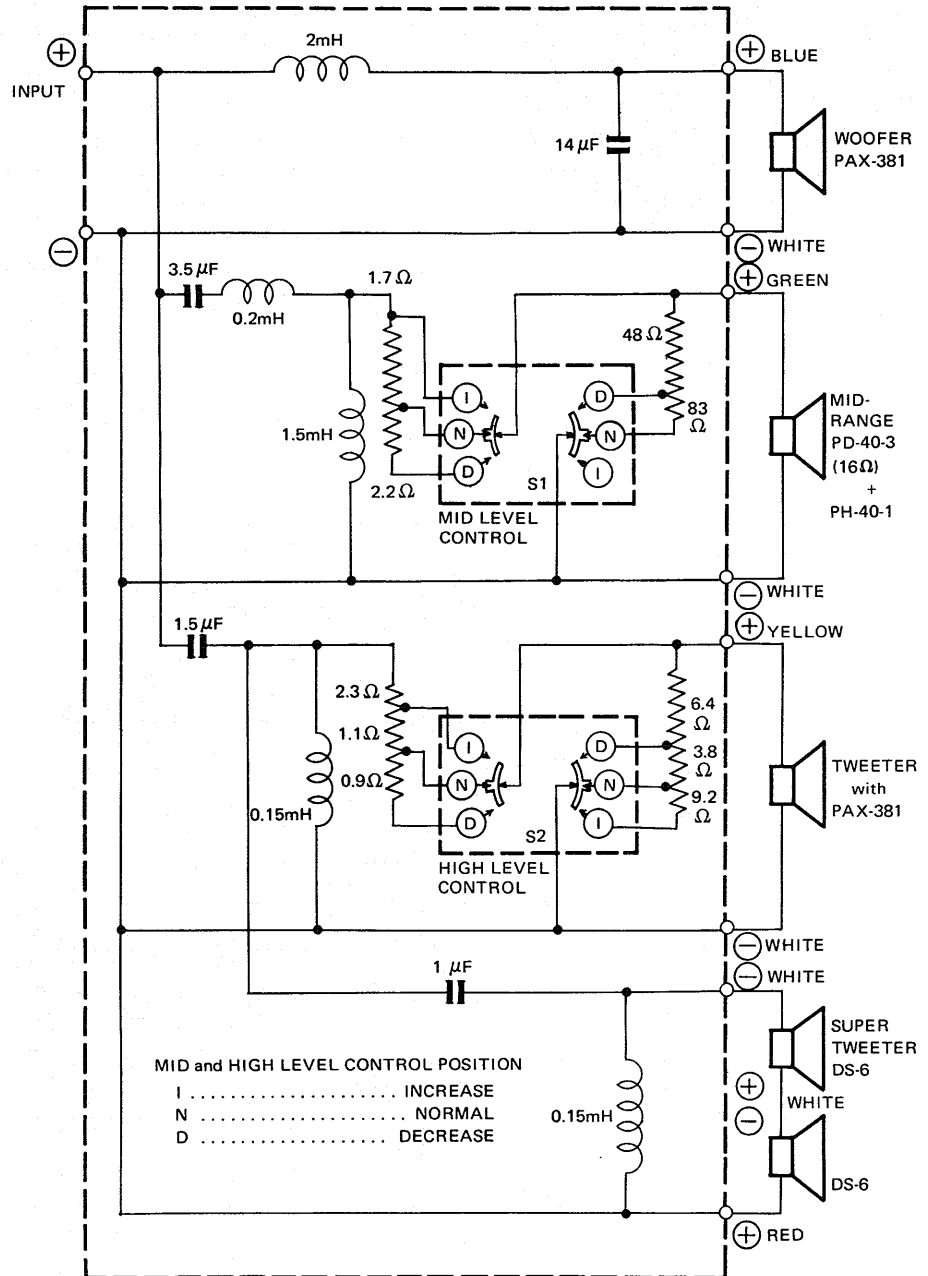 2mH
⊕
INPUT
⊖
14 μF
⊕ BLUE
WOOFER
PAX-381
⊖ WHITE
⊕ GREEN
3.5 μF
0.2mH
1.5mH
1.7 Ω
2.2 Ω
I
N
D
D
N
I
S1
MID LEVEL
CONTROL
48 Ω
83
Ω
MID-
RANGE
PD-40-3
(16Ω)
+
PH-40-1
⊖ WHITE
⊕ YELLOW
1.5 μF
0.15mH
2.3 Ω
1.1 Ω
0.9 Ω
I
N
D
D
N
I
S2
HIGH LEVEL
CONTROL
6.4
Ω
3.8
Ω
9.2
Ω
TWEETER
with
PAX-381
⊖ WHITE
⊖ WHITE
1 μF
0.15mH
SUPER
TWEETER
DS-6
⊕
WHITE
⊖
DS-6
⊕ RED
MID and HIGH LEVEL CONTROL POSITION
I ...................... INCREASE
N ...................... NORMAL
D ...................... DECREASE